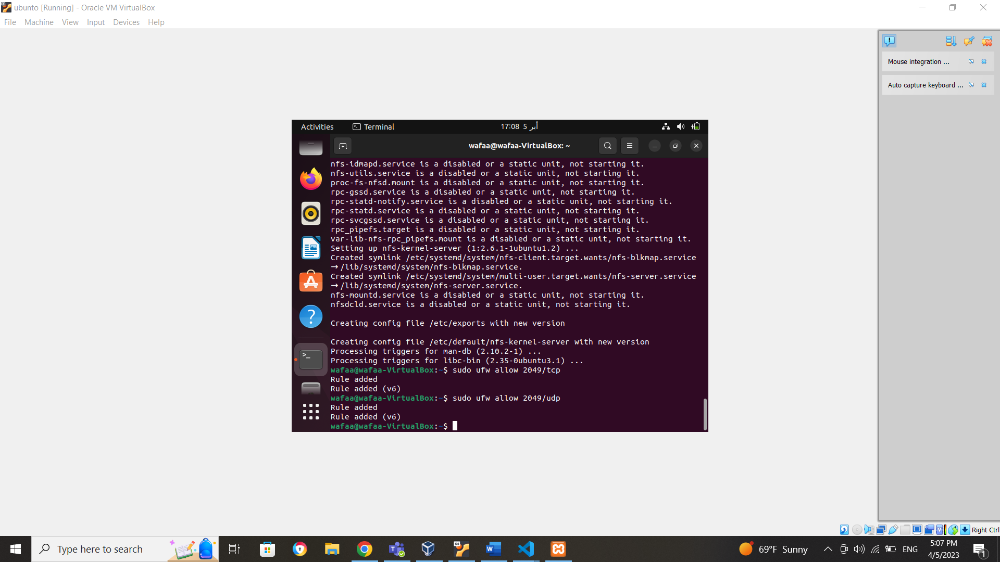 ubunto [Running] - Oracle VM VirtualBox
File Machine View Input Devices Help
Mouse integration ...
Auto capture keyboard ...
Activities Terminal 17:08 5 أبر
wafaa@wafaa-VirtualBox: ~
nfs-idmapd.service is a disabled or a static unit, not starting it.
nfs-utils.service is a disabled or a static unit, not starting it.
proc-fs-nfsd.mount is a disabled or a static unit, not starting it.
rpc-gssd.service is a disabled or a static unit, not starting it.
rpc-statd-notify.service is a disabled or a static unit, not starting it.
rpc-statd.service is a disabled or a static unit, not starting it.
rpc-svcgssd.service is a disabled or a static unit, not starting it.
rpc_pipefs.target is a disabled or a static unit, not starting it.
var-lib-nfs-rpc_pipefs.mount is a disabled or a static unit, not starting it.
Setting up nfs-kernel-server (1:2.6.1-1ubuntu1.2) ...
Created symlink /etc/systemd/system/nfs-client.target.wants/nfs-blkmap.service
→ /lib/systemd/system/nfs-blkmap.service.
Created symlink /etc/systemd/system/multi-user.target.wants/nfs-server.service
→ /lib/systemd/system/nfs-server.service.
nfs-mountd.service is a disabled or a static unit, not starting it.
nfsdcld.service is a disabled or a static unit, not starting it.
Creating config file /etc/exports with new version
Creating config file /etc/default/nfs-kernel-server with new version
Processing triggers for man-db (2.10.2-1) ...
Processing triggers for libc-bin (2.35-0ubuntu3.1) ...
wafaa@wafaa-VirtualBox:~$ sudo ufw allow 2049/tcp
Rule added
Rule added (v6)
wafaa@wafaa-VirtualBox:~$ sudo ufw allow 2049/udp
Rule added
Rule added (v6)
wafaa@wafaa-VirtualBox:~$
Right Ctrl
Type here to search
69°F Sunny
ENG
5:07 PM
4/5/2023
1